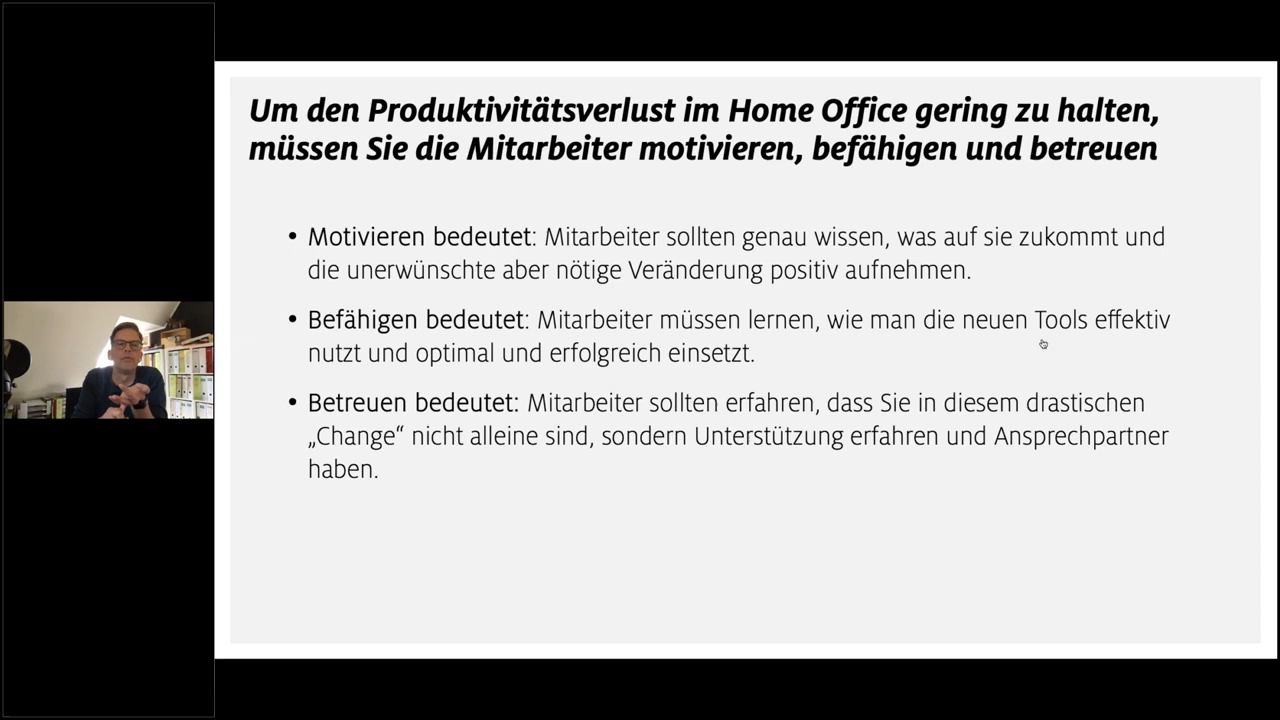 Um den Produktivitätsverlust im Home Office gering zu halten,
müssen Sie die Mitarbeiter motivieren, befähigen und betreuen
• Motivieren bedeutet: Mitarbeiter sollten genau wissen, was auf sie zukommt und
die unerwünschte aber nötige Veränderung positiv aufnehmen.
• Befähigen bedeutet: Mitarbeiter müssen lernen, wie man die neuen Tools effektiv
nutzt und optimal und erfolgreich einsetzt.
• Betreuen bedeutet: Mitarbeiter sollten erfahren, dass Sie in diesem drastischen
„Change“ nicht alleine sind, sondern Unterstützung erfahren und Ansprechpartner
haben.